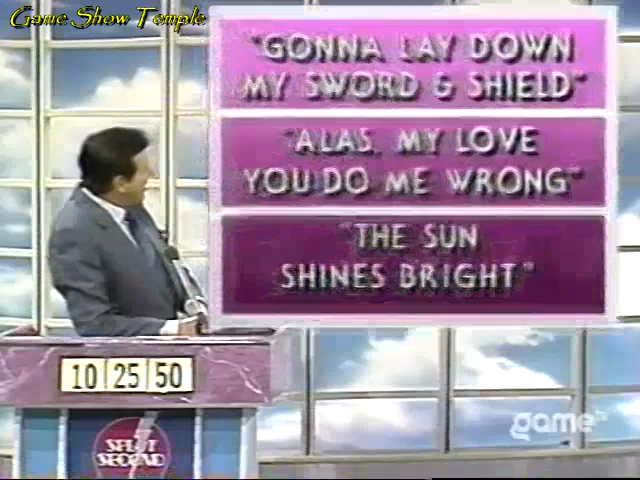 Game Show Temple
"GONNA LAY DOWN
MY SWORD & SHIELD"
"ALAS, MY LOVE
YOU DO ME WRONG"
"THE SUN
SHINES BRIGHT"
10 25 50
SPLIT
SECOND
game